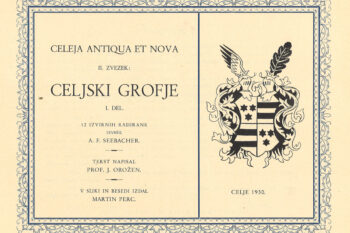 CELEJA ANTIQUA ET NOVA
II. ZVEZEK:
CELJSKI GROFJE
I. DEL.
12 IZVIRNIH RADIRANK
IZVRŠIL
A. F. SEEBACHER.
TEKST NAPISAL
PROF. J. OROŽEN.
V SLIKI IN BESEDI IZDAL
MARTIN PERC.
CELJE 1930.